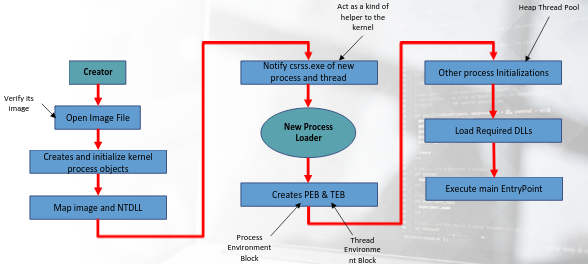 Creator
Verify its
image
Open Image File
Creates and initialize kernel
process objects
Map image and NTDLL
Act as a kind of
helper to the
kernel
Notify csrss.exe of new
process and thread
New Process
Loader
Creates PEB & TEB
Process
Environment
Block
Thread
Environme
nt Block
Heap Thread Pool
Other process Initializations
Load Required DLLs
Execute main EntryPoint